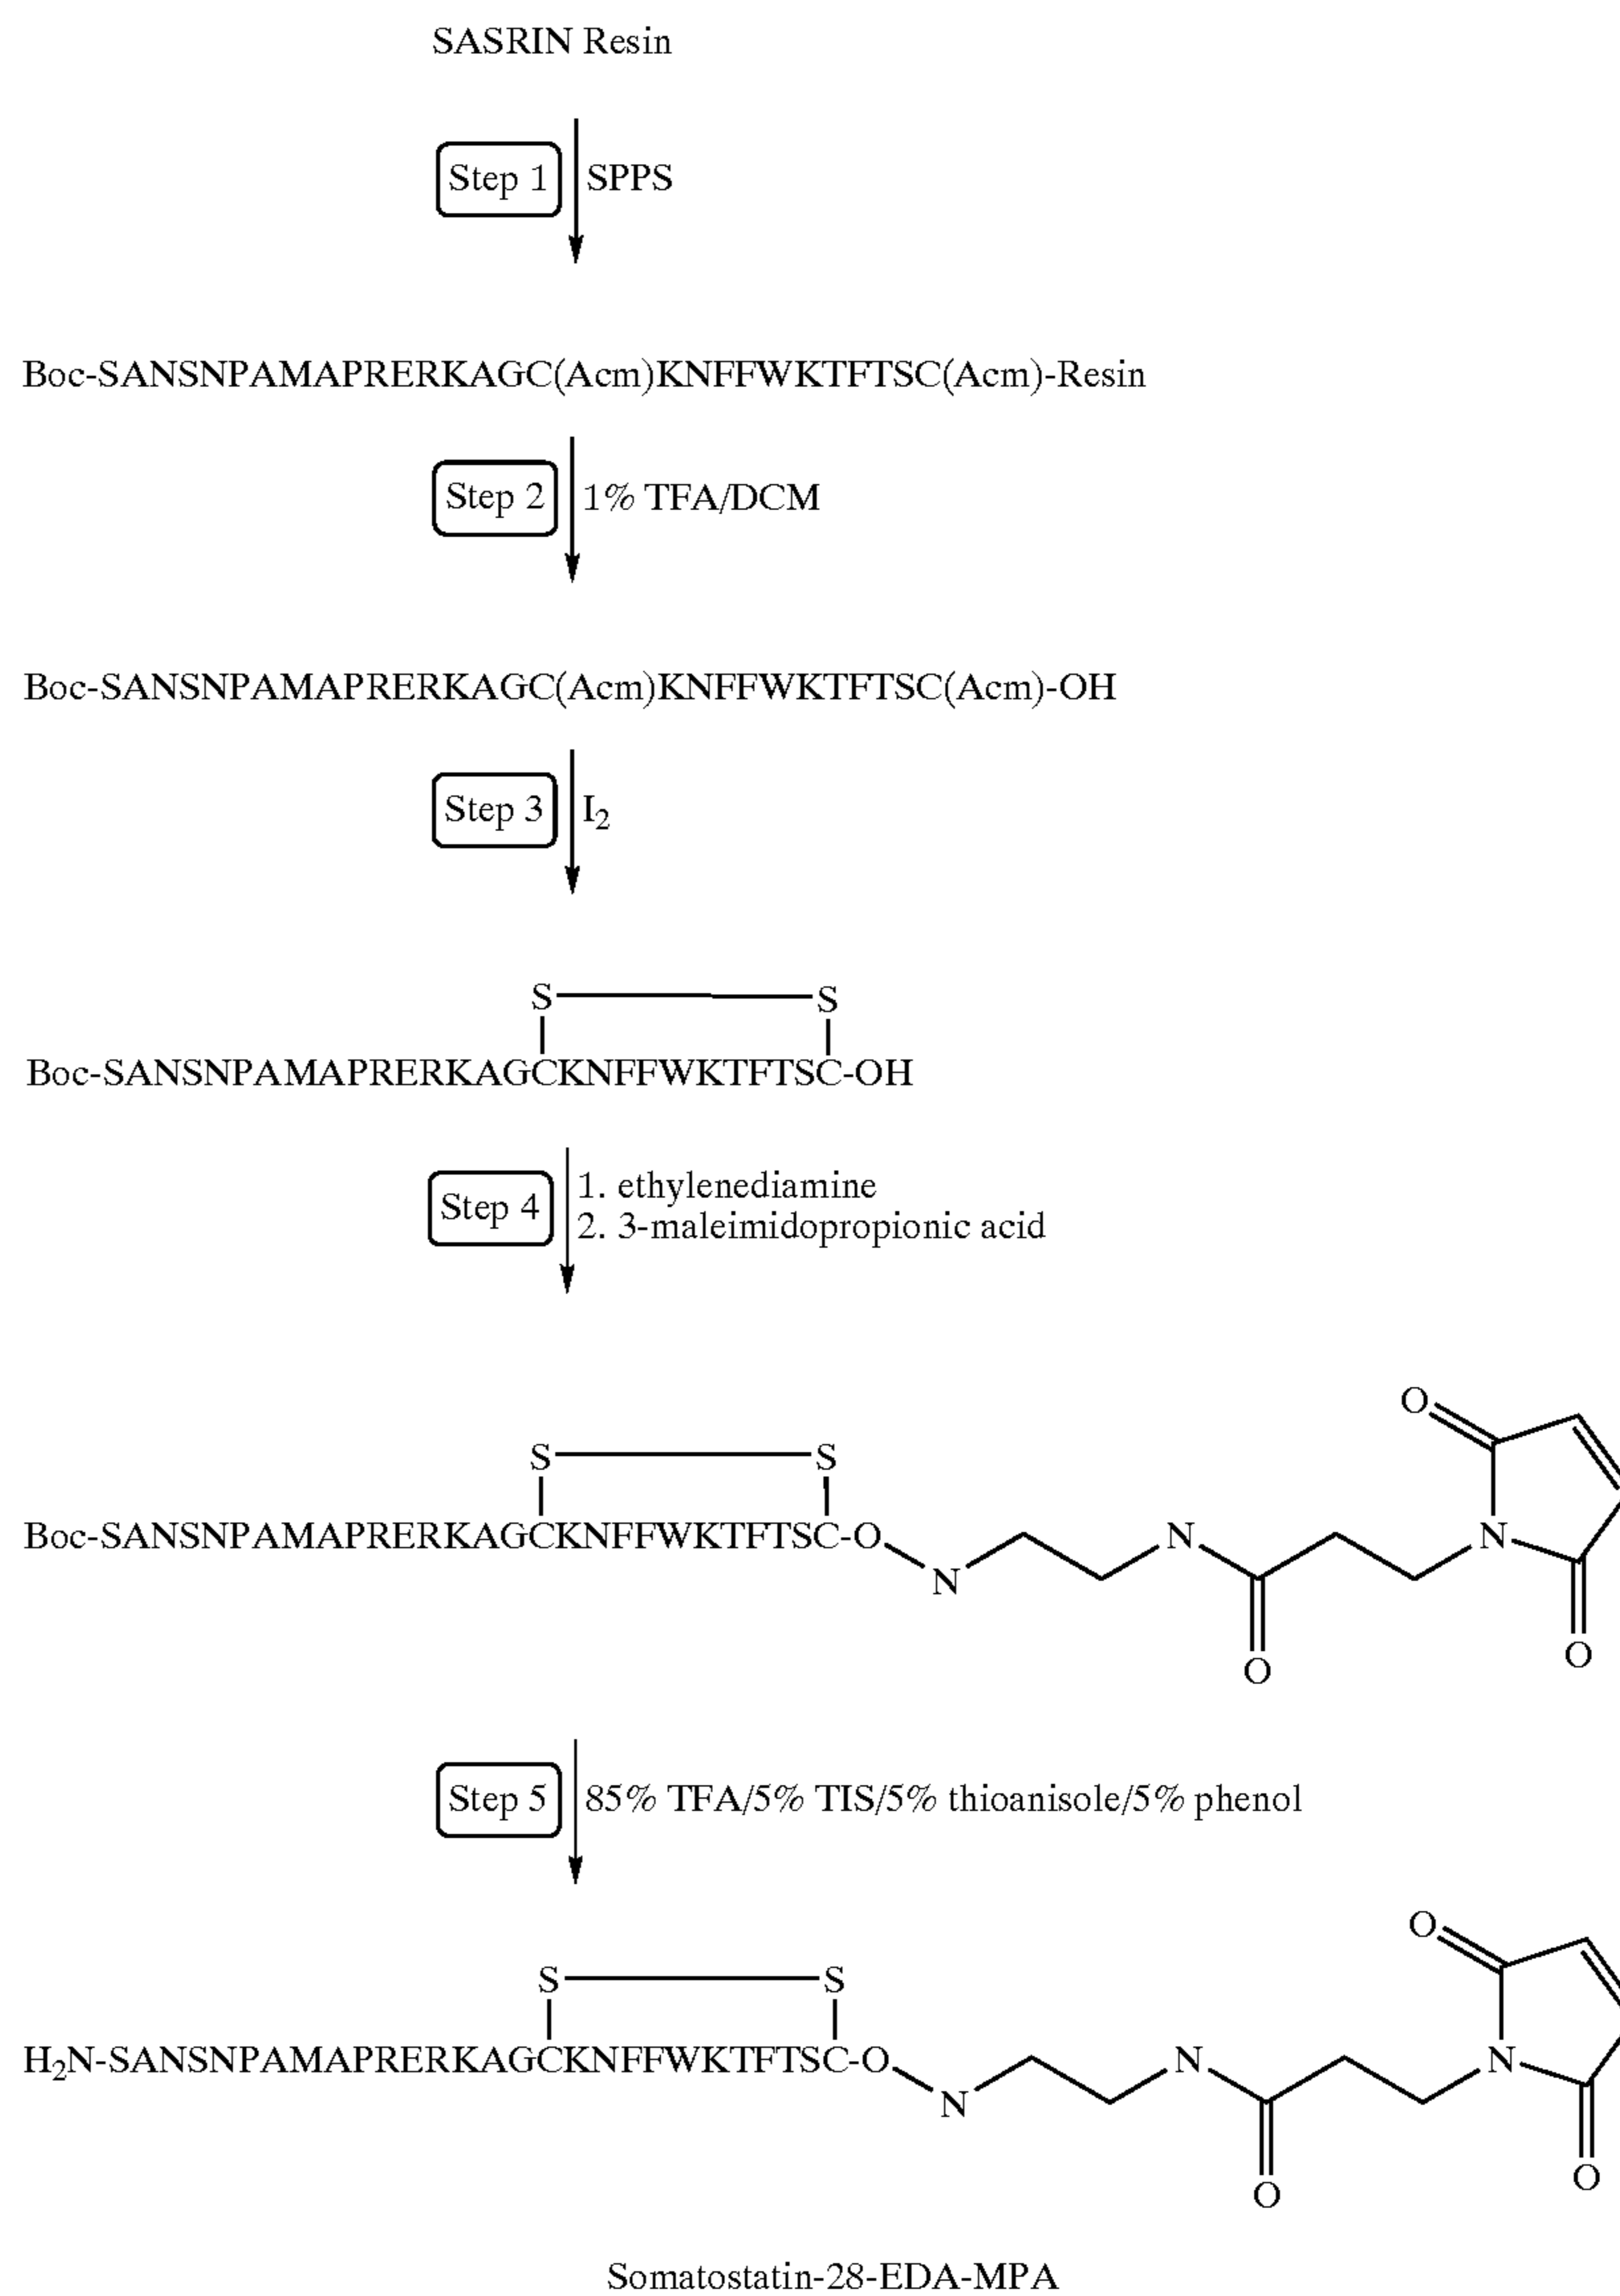 SASRIN Resin
Step 1
SPPS
Boc-SANSNPAMAPRERKAGC(Acm)KNFFWKTFTSC(Acm)-Resin
Step 2
1% TFA/DCM
Boc-SANSNPAMAPRERKAGC(Acm)KNFFWKTFTSC(Acm)-OH
Step 3
I2
S S
Boc-SANSNPAMAPRERKAGCKNFFWKTFTSC-OH
Step 4
1. ethylenediamine
2. 3-maleimidopropionic acid
O
S S
Boc-SANSNPAMAPRERKAGCKNFFWKTFTSC-O N N
N
O
O
Step 5
85% TFA/5% TIS/5% thioanisole/5% phenol
O
S S
H2N-SANSNPAMAPRERKAGCKNFFWKTFTSC-O N N
N
O
O
Somatostatin-28-EDA-MPA